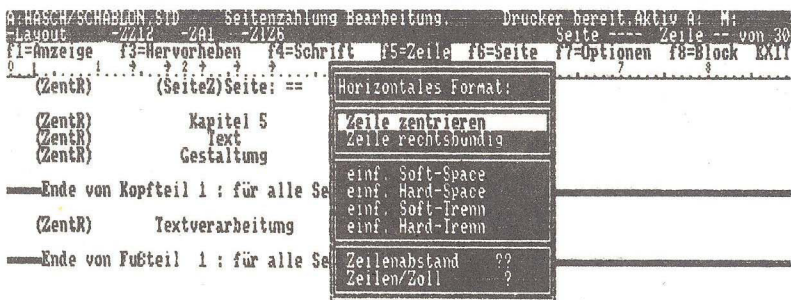 A:HASCH/SCHABLON.STD Seitenzählung Bearbeitung. Drucker bereit.Aktiv A: M:
-Layout -ZZ12 -ZA1 -Z1Z6 Seite ---- Zeile -- von 30
f1=Anzeige f3=Hervorheben f4=Schrift f5=Zeile f6=Seite f7=Optionen f8=Block EXIT
(ZentR) (SeiteZ)Seite: == Horizontales Format:
(ZentR) Kapitel 5 Zeile zentrieren
(ZentR) Text Zeile rechtsbündig
(ZentR) Gestaltung
einf. Soft-Space
Ende von Kopfteil 1 : für alle Se einf. Hard-Space
einf. Soft-Trenn
(ZentR) Textverarbeitung einf. Hard-Trenn
Ende von Fußteil 1 : für alle Se Zeilenabstand ??
Zeilen/Zoll ?